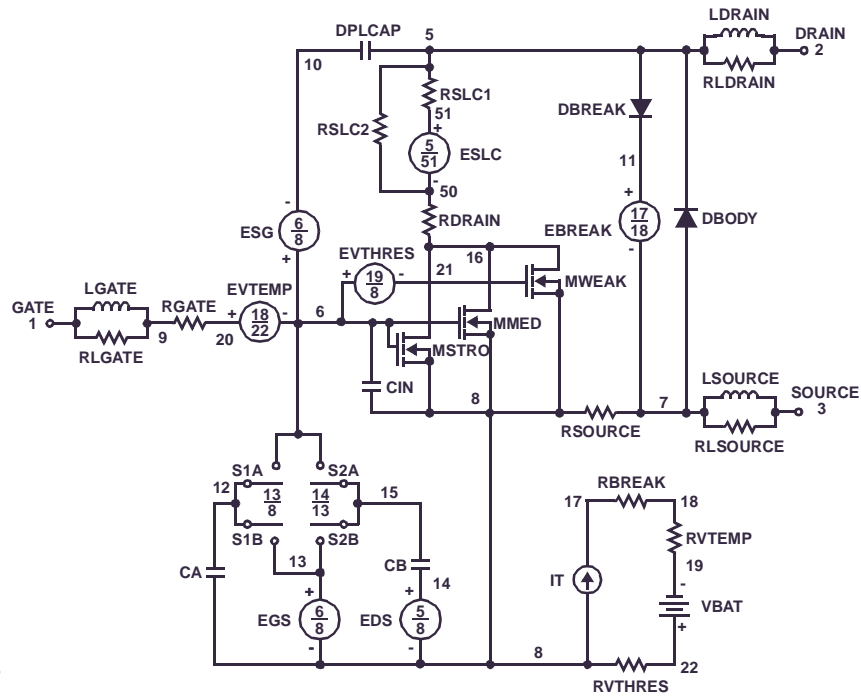 LDRAIN
DPLCAP 5 DRAIN
10 2
RLDRAIN
RSLC1
51 DBREAK
RSLC2 +
5
51 ESLC
- 11
50
- +
RDRAIN 17
18
6
8 ESG EBREAK DBODY
+ -
EVTHRES 16
+ 19
8 - 21 MWEAK
LGATE EVTEMP
GATE RGATE + 18
22 - 6 MMED
1 9 20
RLGATE MSTRO
CIN LSOURCE
8 7 SOURCE
3
RSOURCE RLSOURCE
S1A S2A
12 13
8 14
13 15 RBREAK
17 18
S1B S2B
13 RVTEMP
CA CB 19
IT -
+ + 14
VBAT
EGS 6
8 EDS 5
8 +
- - 8
22
RVTHRES